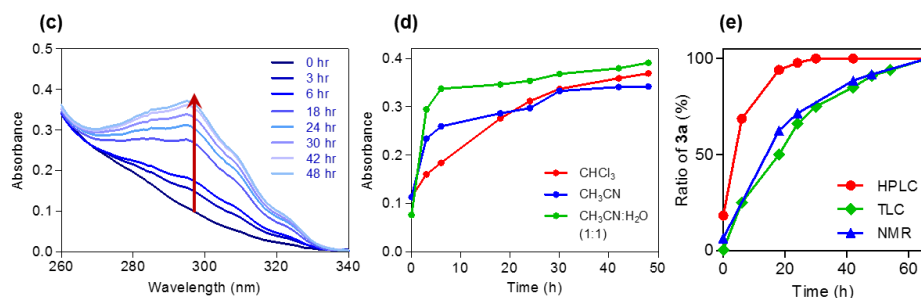 (c)
Absorbance
0.5
0.4
0.3
0.2
0.1
0.0
260
280
300
320
340
Wavelength (nm)
0 hr
3 hr
6 hr
18 hr
24 hr
30 hr
42 hr
48 hr
(d)
Absorbance
0.4
0.3
0.2
0.1
0.0
0
10
20
30
40
50
Time (h)
CHCl₃
CH₃CN
CH₃CN:H₂O
(1:1)
(e)
Ratio of 3a (%)
100
50
0
0
20
40
60
Time (h)
HPLC
TLC
NMR